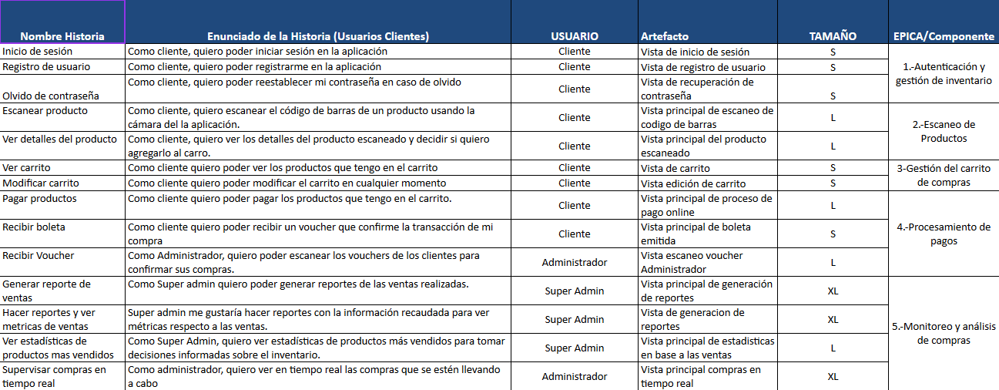 Nombre Historia
Enunciado de la Historia (Usuarios Clientes)
USUARIO
Artefacto
TAMAÑO
EPICA/Componente
Inicio de sesión
Como cliente, quiero poder iniciar sesión en la aplicación
Cliente
Vista de inicio de sesión
S
1.-Autenticación y
gestión de inventario
Registro de usuario
Como cliente, quiero poder registrarme en la aplicación
Cliente
Vista de registro de usuario
S
Olvido de contraseña
Como cliente, quiero poder reestablecer mi contraseña en caso de olvido
Cliente
Vista de recuperación de
contraseña
S
Escanear producto
Como cliente, quiero escanear el código de barras de un producto usando la
cámara del la aplicación.
Cliente
Vista principal de escaneo de
codigo de barras
L
2.-Escaneo de
Productos
Ver detalles del producto
Como cliente, quiero ver los detalles del producto escaneado y decidir si quiero
agregarlo al carro.
Cliente
Vista principal del producto
escaneado
L
Ver carrito
Como cliente quiero poder ver los productos que tengo en el carrito
Cliente
Vista de carrito
S
3-Gestión del carrito
de compras
Modificar carrito
Como cliente quiero poder modificar el carrito en cualquier momento
Cliente
Vista edición de carrito
S
Pagar productos
Como cliente quiero poder pagar los productos que tengo en el carrito.
Cliente
Vista principal de proceso de
pago online
L
4.-Procesamiento de
pagos
Recibir boleta
Como cliente quiero poder recibir un voucher que confirme la transacción de mi
compra
Cliente
Vista principal de boleta
emitida
S
Recibir Voucher
Como Administrador, quiero poder escanear los vouchers de los clientes para
confirmar sus compras.
Administrador
Vista escaneo voucher
Administrador
L
Generar reporte de
ventas
Como Super admin quiero poder generar reportes de las ventas realizadas.
Super Admin
Vista principal de generación
de reportes
XL
5.-Monitoreo y análisis
de compras
Hacer reportes y ver
metricas de ventas
Super admin me gustaría hacer reportes con la información recaudada para ver
métricas respecto a las ventas.
Super Admin
Vista de generacion de
reportes
XL
Ver estadísticas de
productos mas vendidos
Como Super Admin, quiero ver estadísticas de productos más vendidos para tomar
decisiones informadas sobre el inventario.
Super Admin
Vista principal de estadisticas
en base a las ventas
L
Supervisar compras en
tiempo real
Como administrador, quiero ver en tiempo real las compras que se estén llevando
a cabo
Administrador
Vista principal compras en
tiempo real
XL